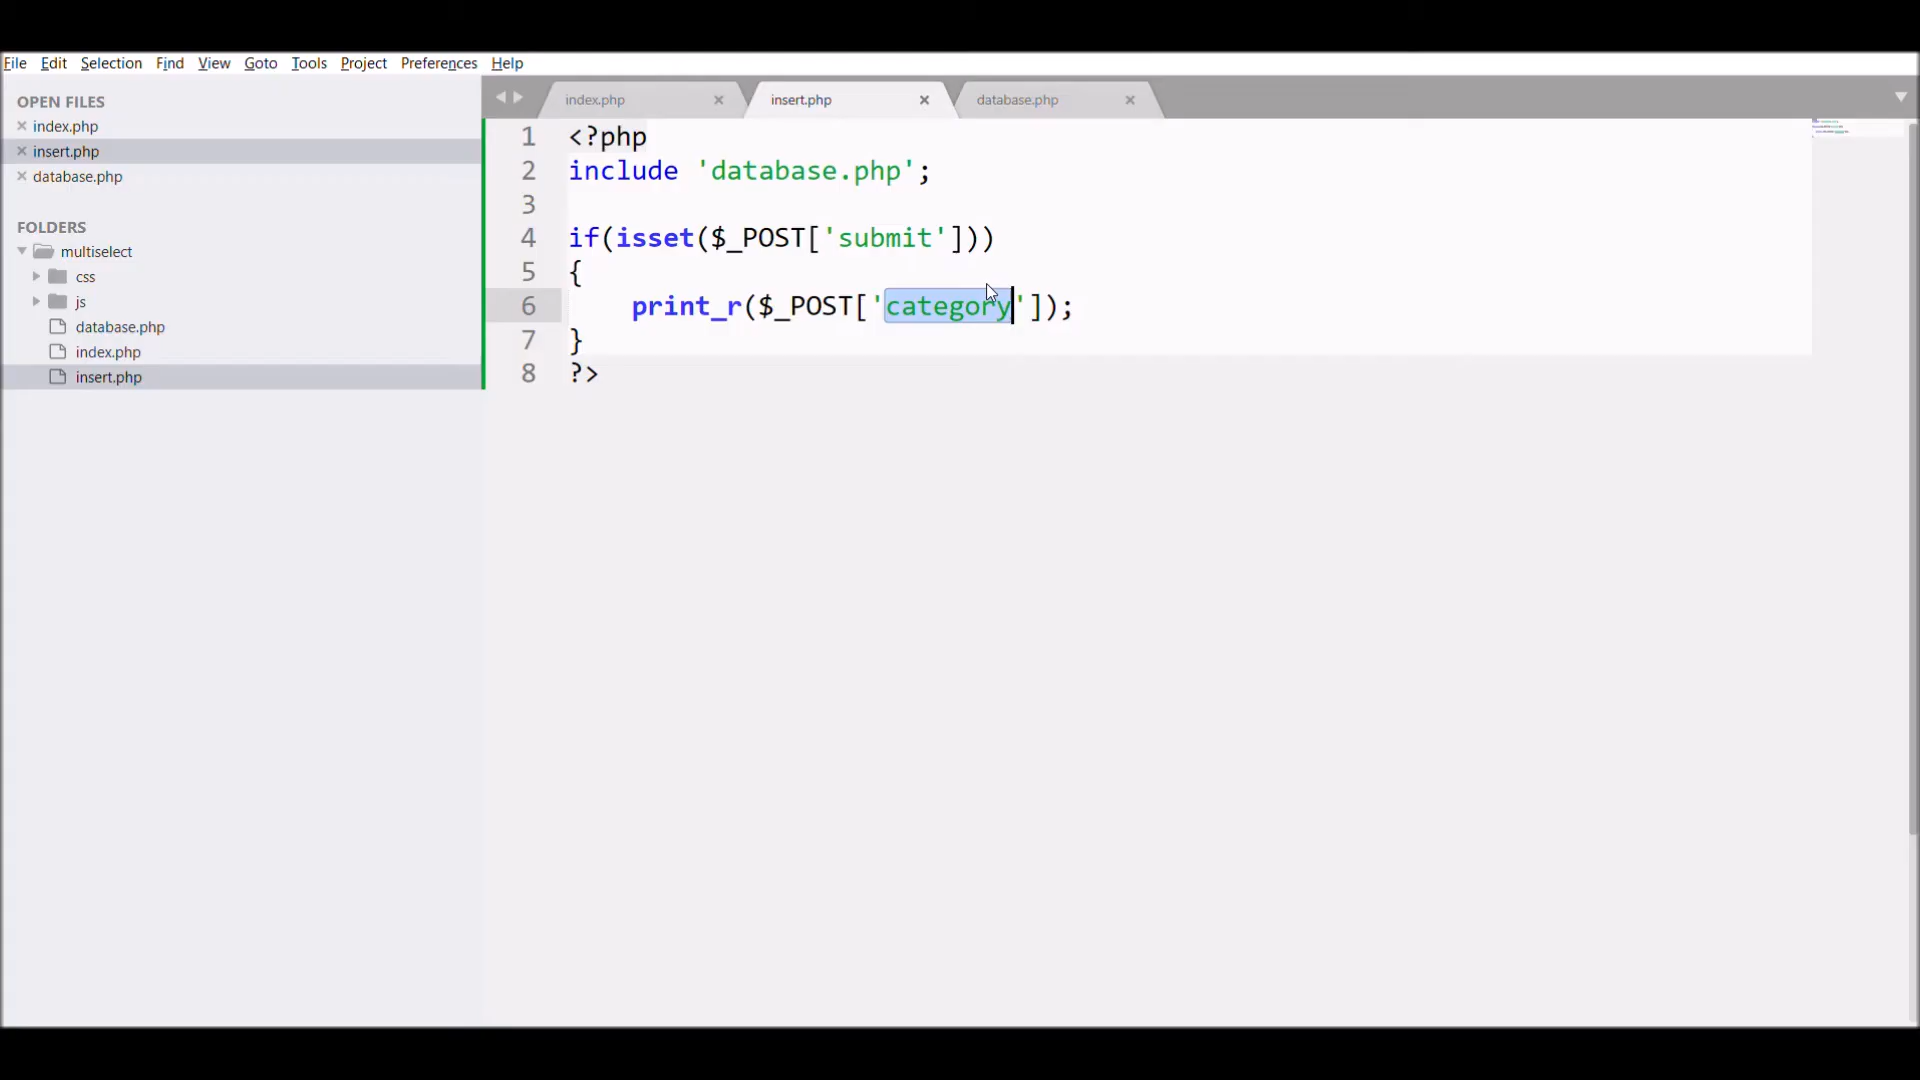 File Edit Selection Find View Goto Tools Project Preferences Help
OPEN FILES
index.php
insert.php
database.php
FOLDERS
multiselect
css
js
database.php
index.php
insert.php
index.php insert.php database.php
1 <?php
2 include 'database.php';
3
4 if(isset($_POST['submit']))
5 {
6 print_r($_POST['category']);
7 }
8 ?>